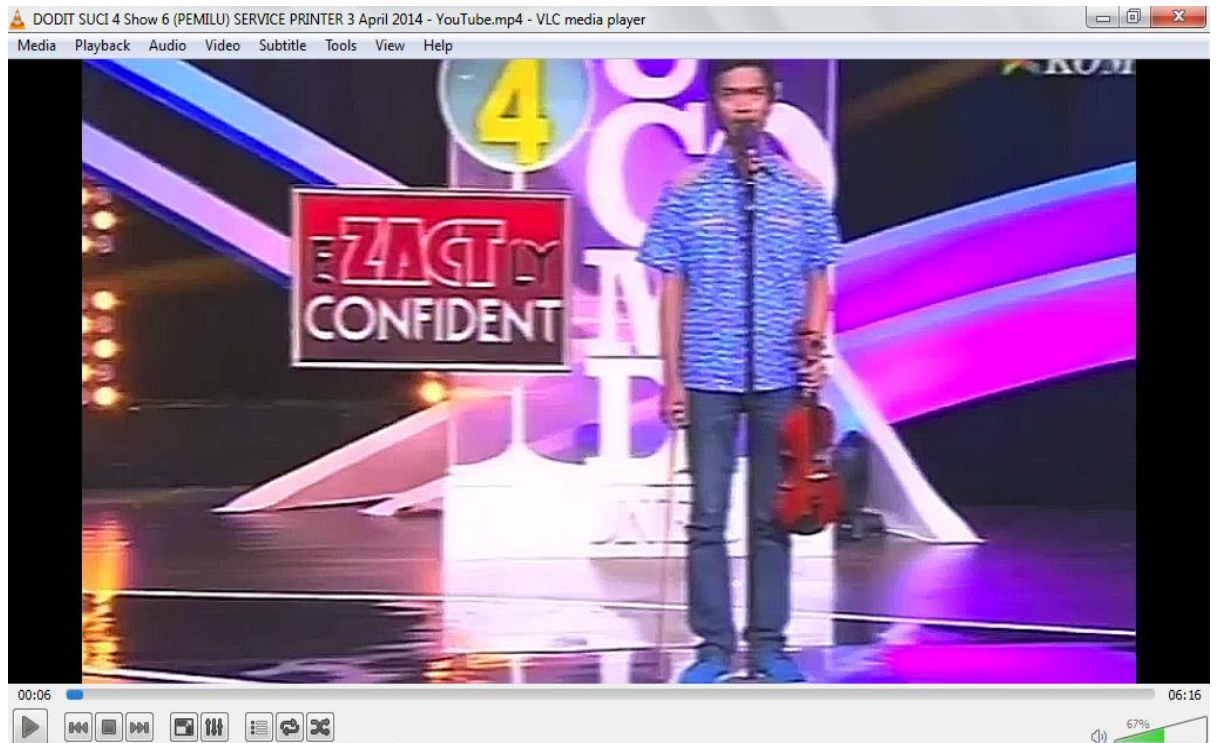 DODIT SUCI 4 Show 6 (PEMILU) SERVICE PRINTER 3 April 2014 - YouTube.mp4 - VLC media player
Media Playback Audio Video Subtitle Tools View Help
4
EZACTLY
CONFIDENT
00:06
06:16
67%